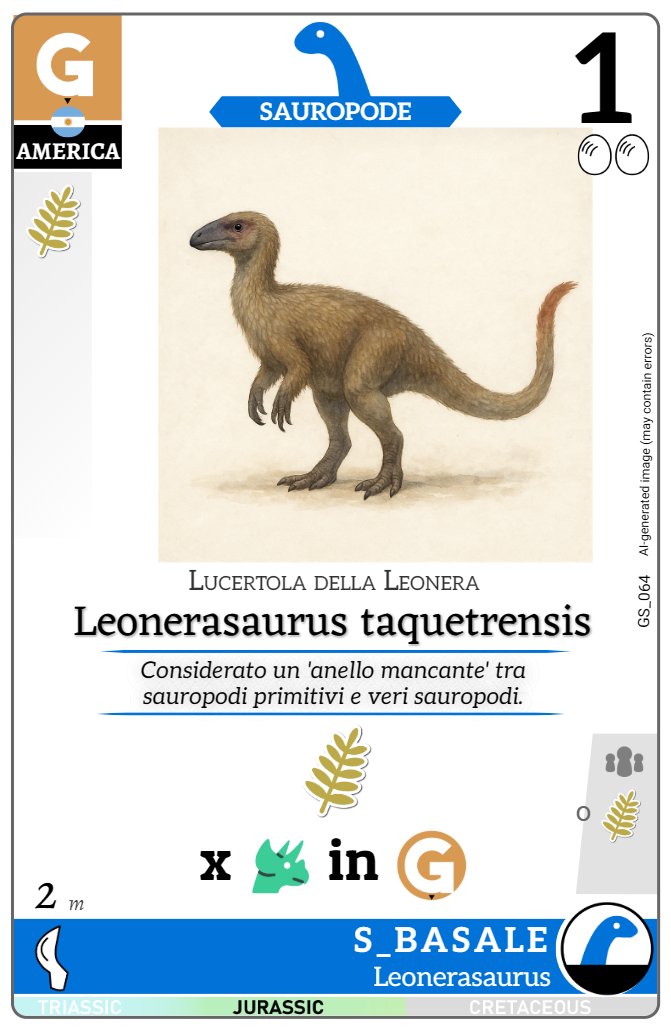 G
AMERICA
SAUROPODE
1
AI-generated image (may contain errors)
GS_064
Lucertola della Leonera
Leonerasaurus taquetrensis
Considerato un 'anello mancante' tra
sauropodi primitivi e veri sauropodi.
o
x in G
2 m
S_BASALE
Leonerasaurus
TRIASSIC JURASSIC CRETACEOUS